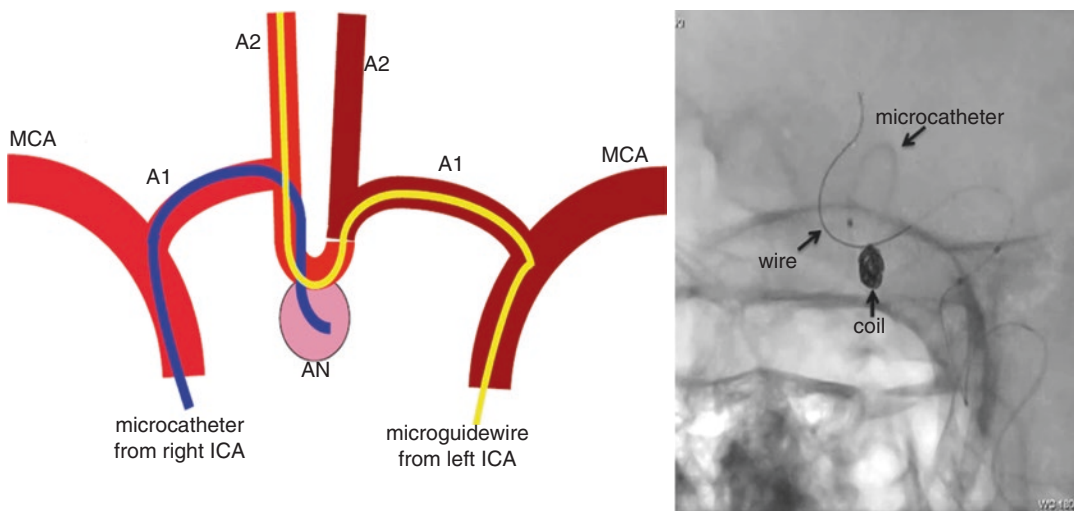 A2
A2
MCA
A1
A1
MCA
AN
microcatheter
from right ICA
microguidewire
from left ICA
microcatheter
wire
coil